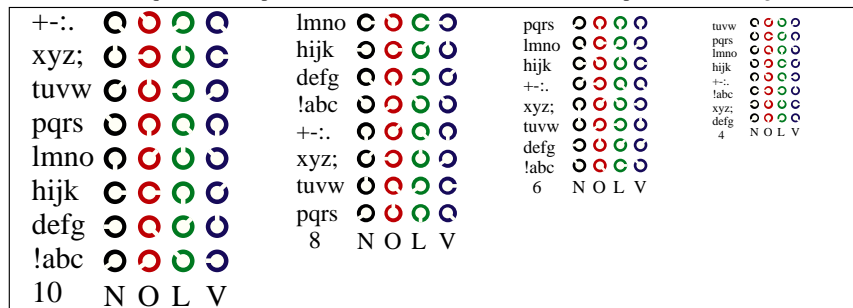 +-:.
xyz;
tuvw
pqrs
lmno
hijk
defg
!abc
10 N O L V
lmno
hijk
defg
!abc
+-:.
xyz;
tuvw
pqrs
8 N O L V
pqrs
lmno
hijk
+-:.
xyz;
tuvw
defg
!abc
6 N O L V
tuvw
pqrs
lmno
hijk
+-:.
!abc
xyz;
defg
4 N O L V